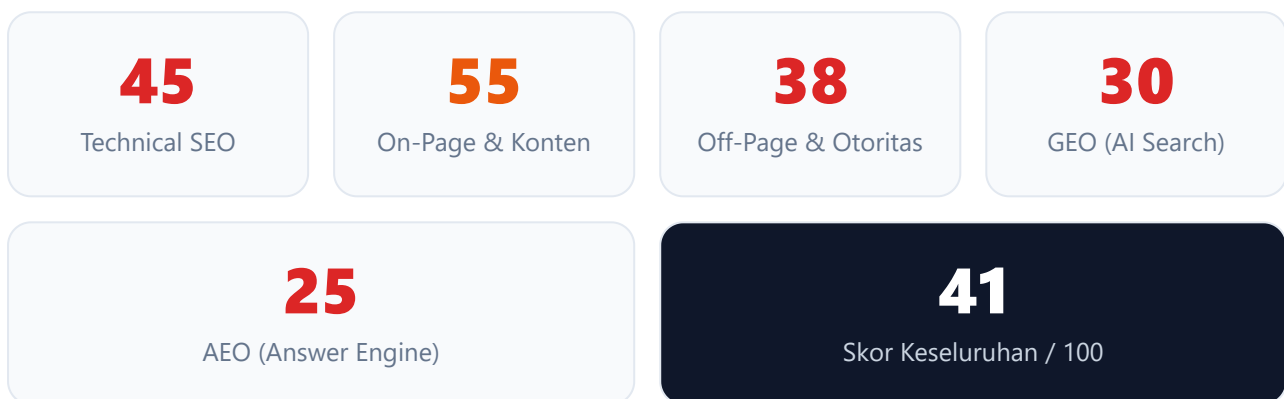 45
Technical SEO
55
On-Page & Konten
38
Off-Page & Otoritas
30
GEO (AI Search)
25
AEO (Answer Engine)
41
Skor Keseluruhan / 100